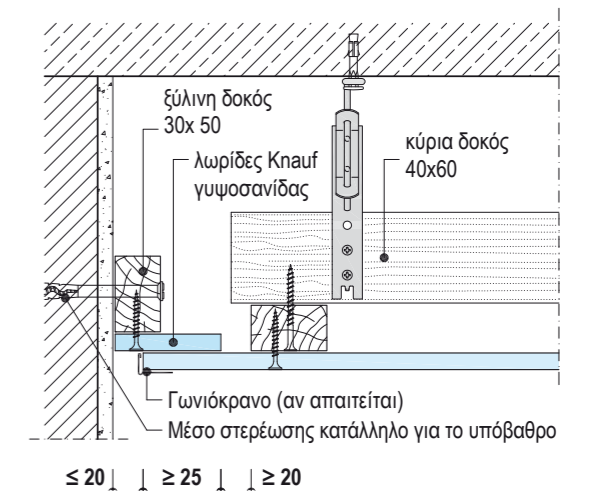 ξύλινη δοκός
30x 50
λωρίδες Knauf
γυψοσανίδας
κύρια δοκός
40x60
Γωνιόκρανο (αν απαιτείται)
Μέσο στερέωσης κατάλληλο για το υπόβαθρο
≤ 20 ≥ 25 ≥ 20